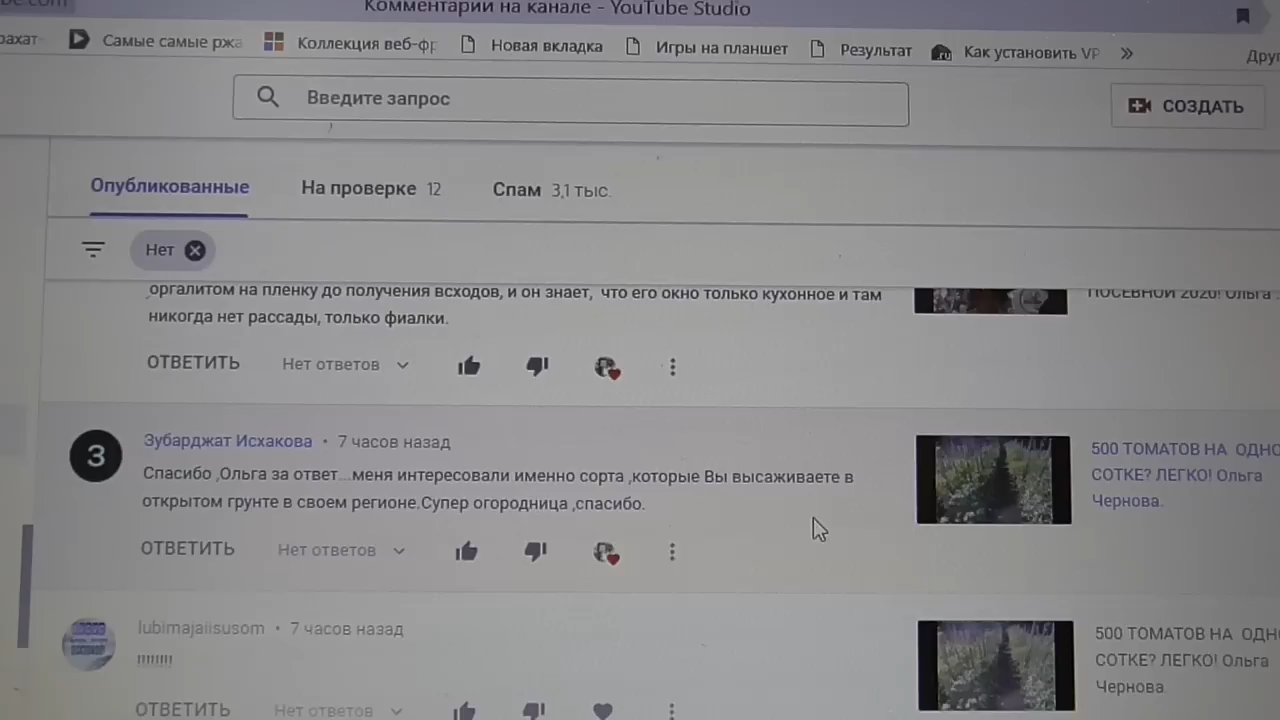 Комментарии на канале - YouTube Studio
Самые самые ржа
Коллекция веб-фр
Новая вкладка
Игры на планшет
Результат
Как установить VP
»
Друг
Введите запрос
СОЗДАТЬ
Опубликованные
На проверке 12
Спам 3,1 тыс.
Нет
оргалитом на пленку до получения всходов, и он знает, что его окно только кухонное и там
никогда нет рассады, только фиалки.
ПОСЕВНОЙ 2020! Ольга
ОТВЕТИТЬ
Нет ответов
З
Зубарджат Исхакова • 7 часов назад
Спасибо ,Ольга за ответ...меня интересовали именно сорта ,которые Вы высаживаете в
открытом грунте в своем регионе.Супер огородница ,спасибо.
500 ТОМАТОВ НА ОДНО
СОТКЕ? ЛЕГКО! Ольга
Чернова.
ОТВЕТИТЬ
Нет ответов
lubimajaiisusom • 7 часов назад
!!!!!!!!
500 ТОМАТОВ НА ОДНО
СОТКЕ? ЛЕГКО! Ольга
Чернова.
ОТВЕТИТЬ
Нет ответов